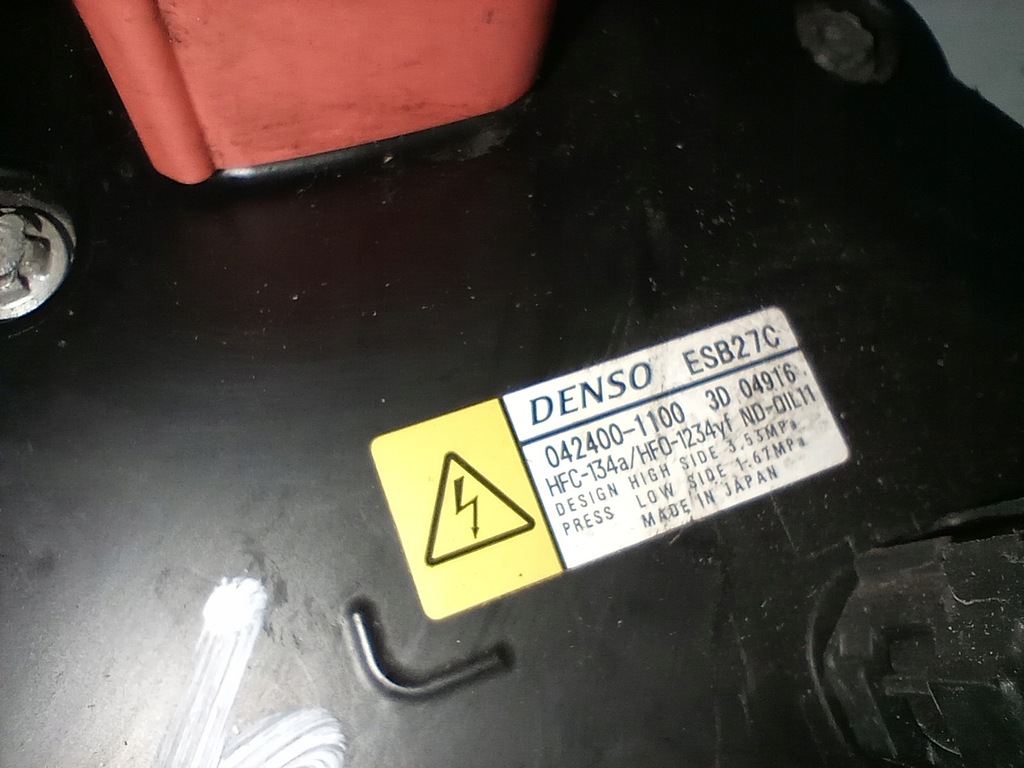 DENSO ESB27C
042400-1100 3D 04916
HFC-134a/HFO-1234yf ND-OIL11
DESIGN HIGH SIDE 3.53MPa
PRESS LOW SIDE 1.67MPa
MADE IN JAPAN